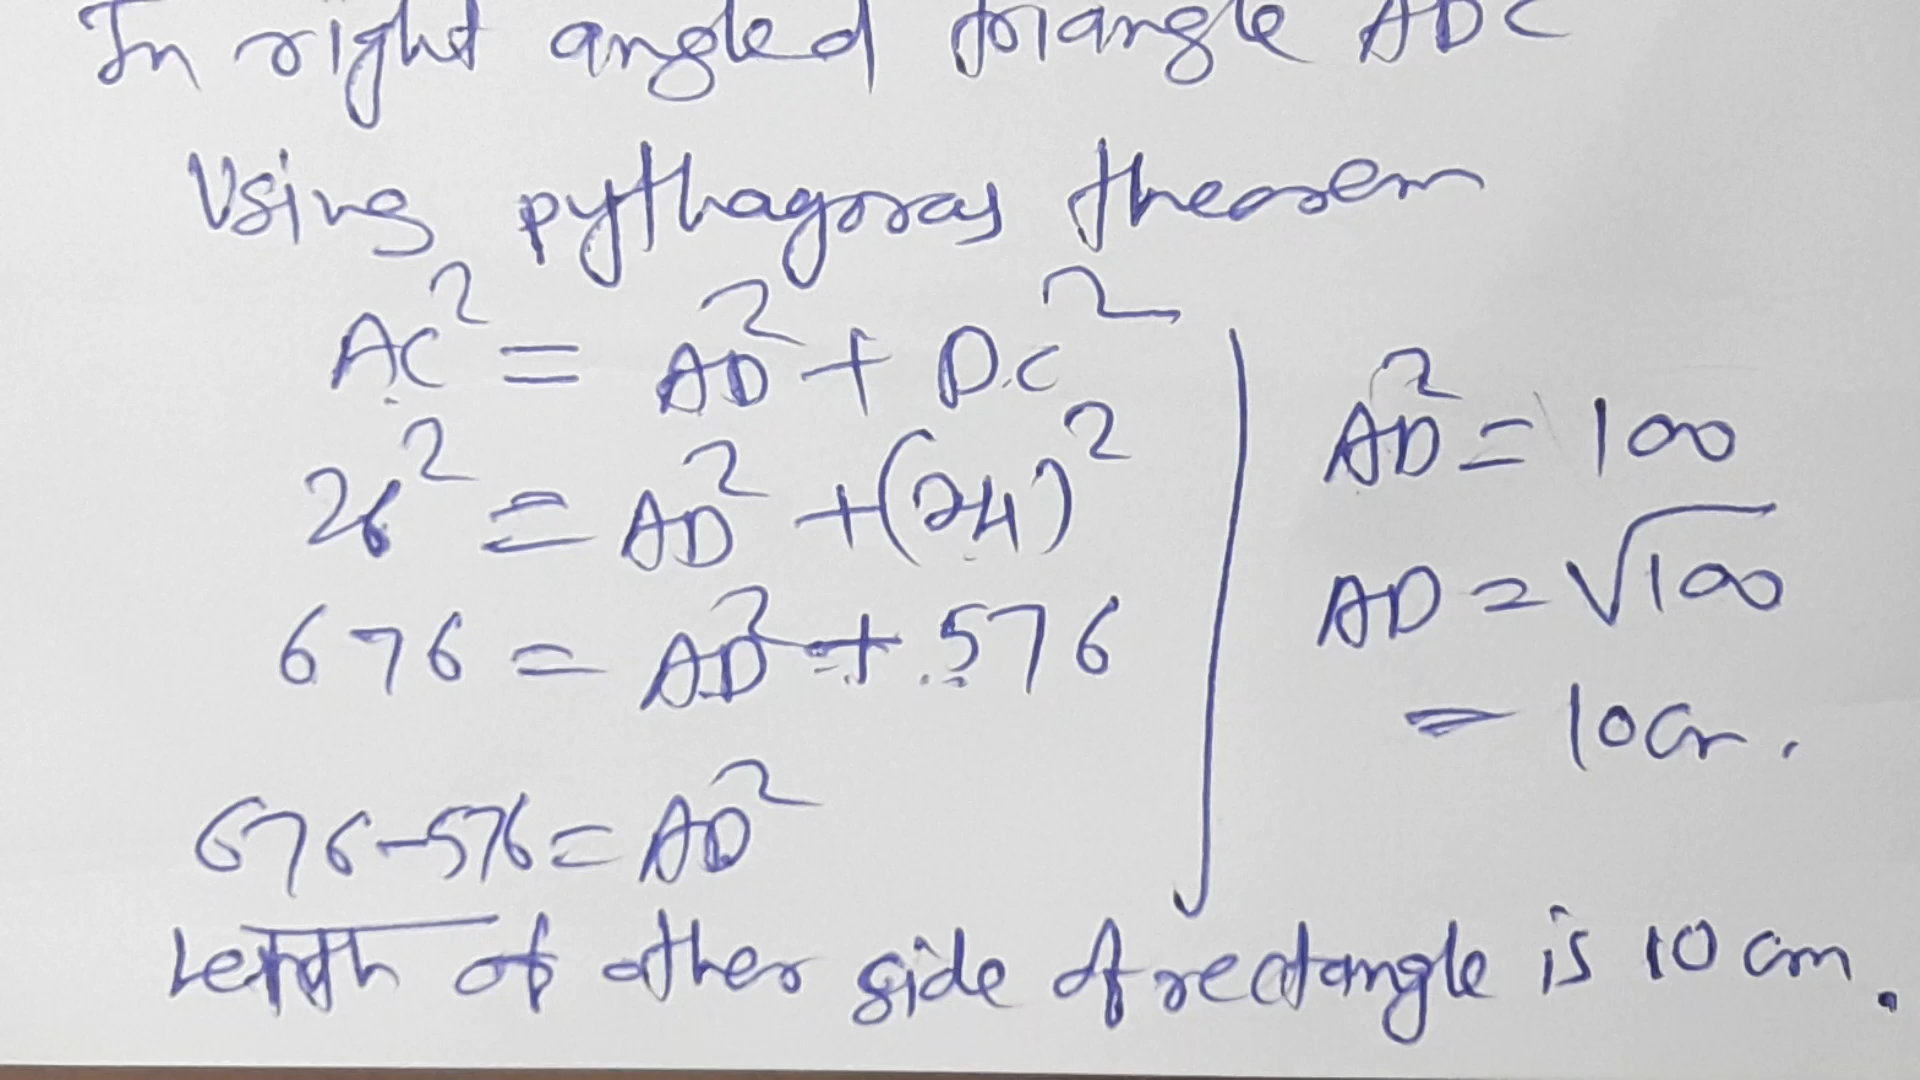 In right angled triangle ADC
Using pythagoras theorem
AC² = AD² + DC²
26² = AD² + (24)²
676 = AD² + 576
676-576 = AD²
AD² = 100
AD = √100
= 10cm.
Length of other side of rectangle is 10 cm.